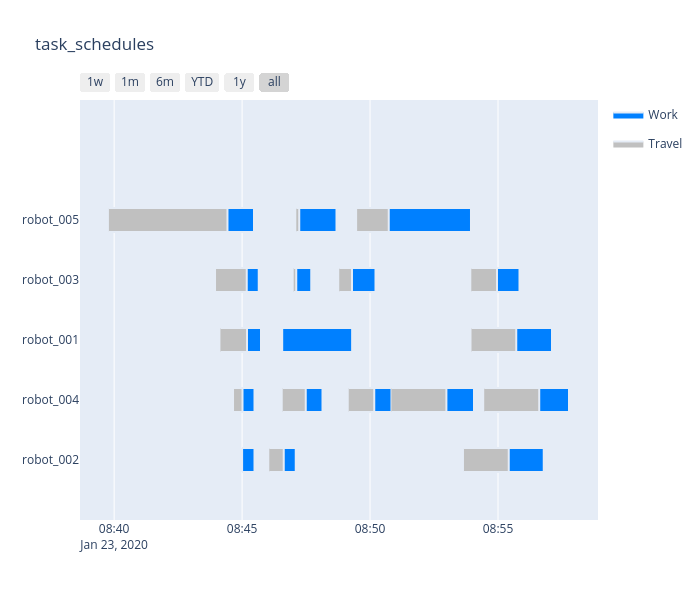 task_schedules
1w 1m 6m YTD 1y all
Work
Travel
robot_005
robot_003
robot_001
robot_004
robot_002
08:40 08:45 08:50 08:55
Jan 23, 2020